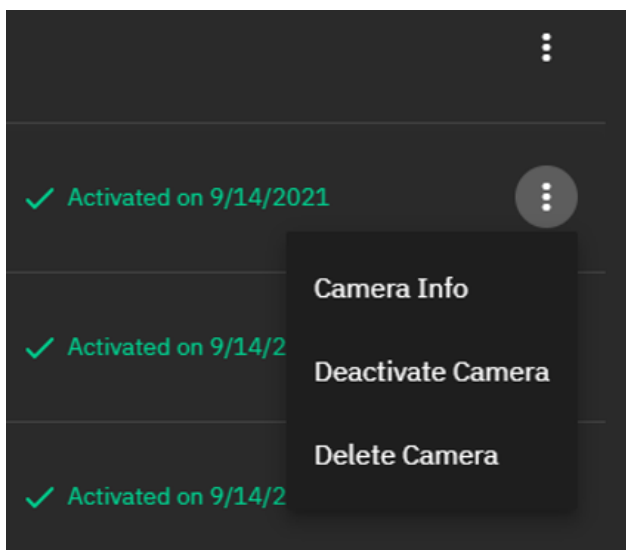 Activated on 9/14/2021
Camera Info
Activated on 9/14/2
Deactivate Camera
Delete Camera
Activated on 9/14/2